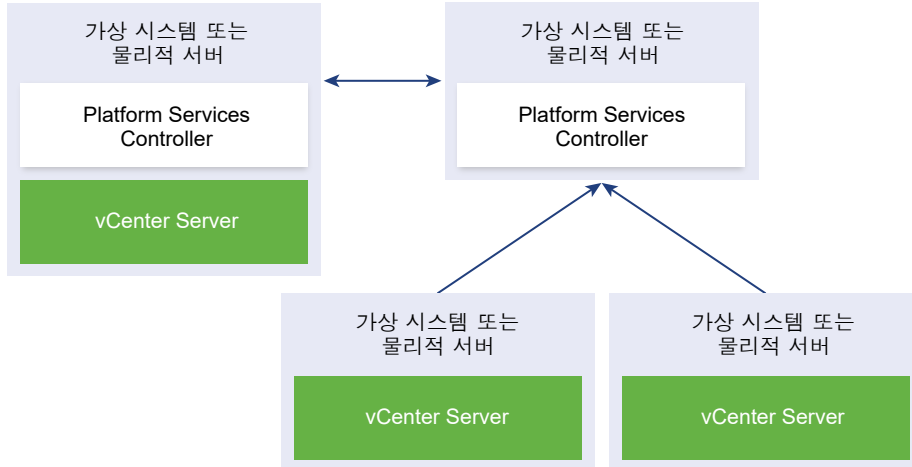 가상 시스템 또는
물리적 서버
Platform Services
Controller
vCenter Server
가상 시스템 또는
물리적 서버
Platform Services
Controller
가상 시스템 또는
물리적 서버
vCenter Server
가상 시스템 또는
물리적 서버
vCenter Server